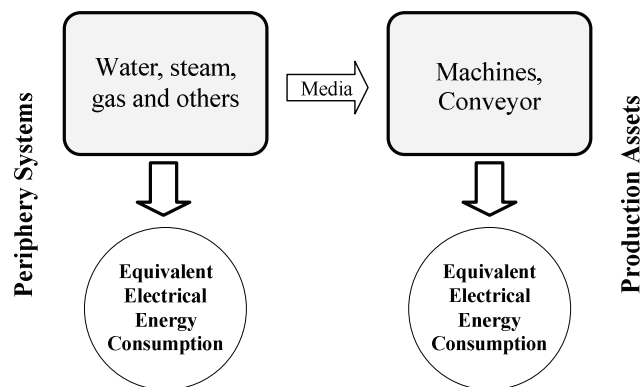 Periphery Systems
Water, steam,
gas and others
Media
Machines,
Conveyor
Production Assets
Equivalent
Electrical
Energy
Consumption
Equivalent
Electrical
Energy
Consumption